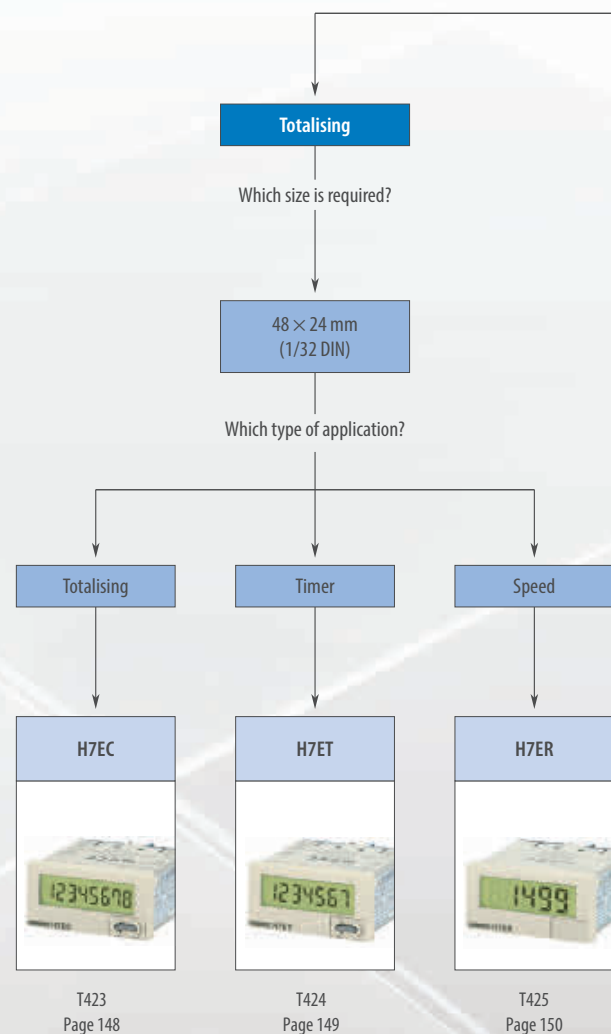 Totalising
Which size is required?
48 × 24 mm
(1/32 DIN)
Which type of application?
Totalising
Timer
Speed
H7EC
H7ET
H7ER
12345678
1234567
1499
T423
Page 148
T424
Page 149
T425
Page 150